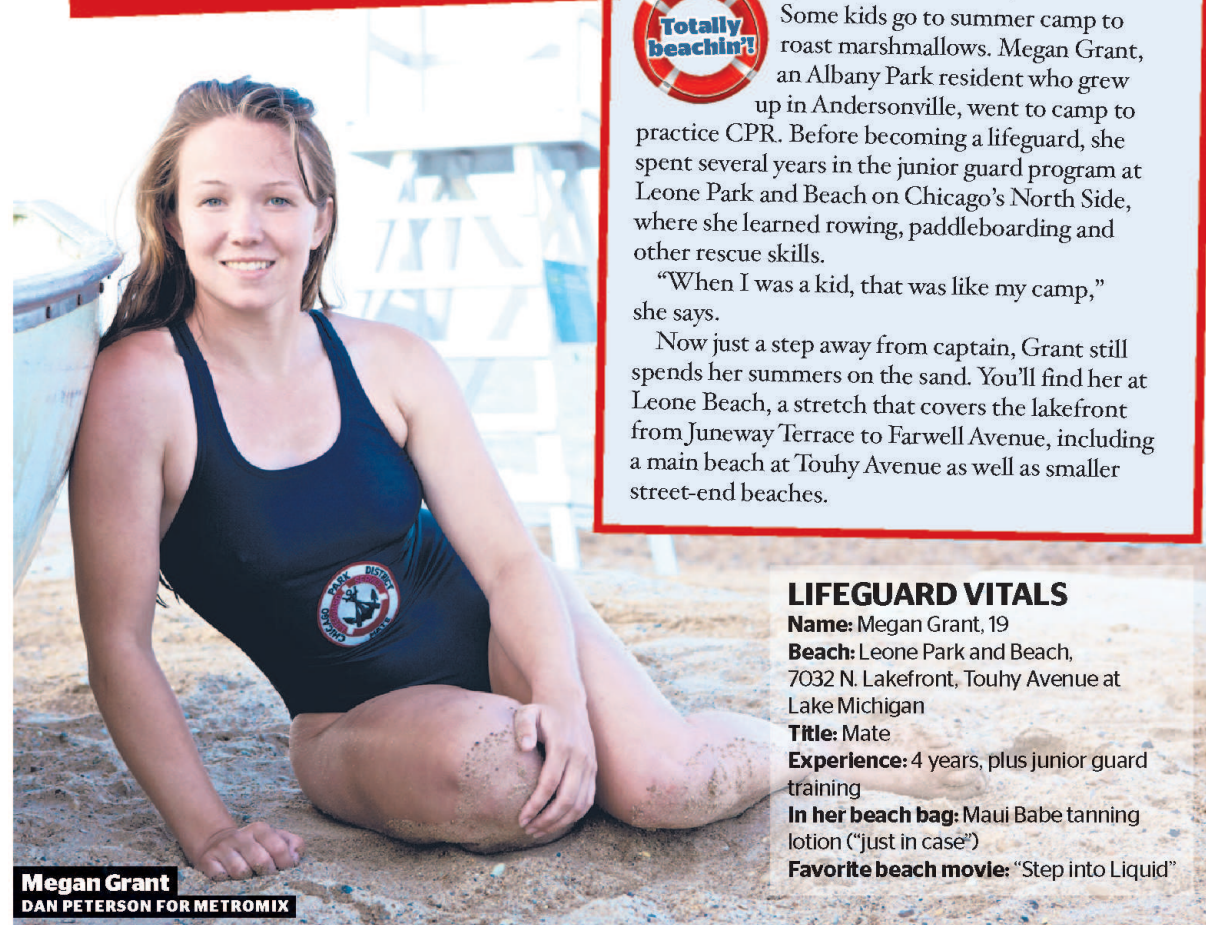 Totally
beachin'!
Some kids go to summer camp to
roast marshmallows. Megan Grant,
an Albany Park resident who grew
up in Andersonville, went to camp to
practice CPR. Before becoming a lifeguard, she
spent several years in the junior guard program at
Leone Park and Beach on Chicago's North Side,
where she learned rowing, paddleboarding and
other rescue skills.
“When I was a kid, that was like my camp,”
she says.
Now just a step away from captain, Grant still
spends her summers on the sand. You'll find her at
Leone Beach, a stretch that covers the lakefront
from Juneway Terrace to Farwell Avenue, including
a main beach at Touhy Avenue as well as smaller
street-end beaches.
CHICAGO PARK DISTRICT
MATE
LIFEGUARD VITALS
Name: Megan Grant, 19
Beach: Leone Park and Beach,
7032 N. Lakefront, Touhy Avenue at
Lake Michigan
Title: Mate
Experience: 4 years, plus junior guard
training
In her beach bag: Maui Babe tanning
lotion (“just in case”)
Favorite beach movie: “Step into Liquid”
Megan Grant
DAN PETERSON FOR METROMIX